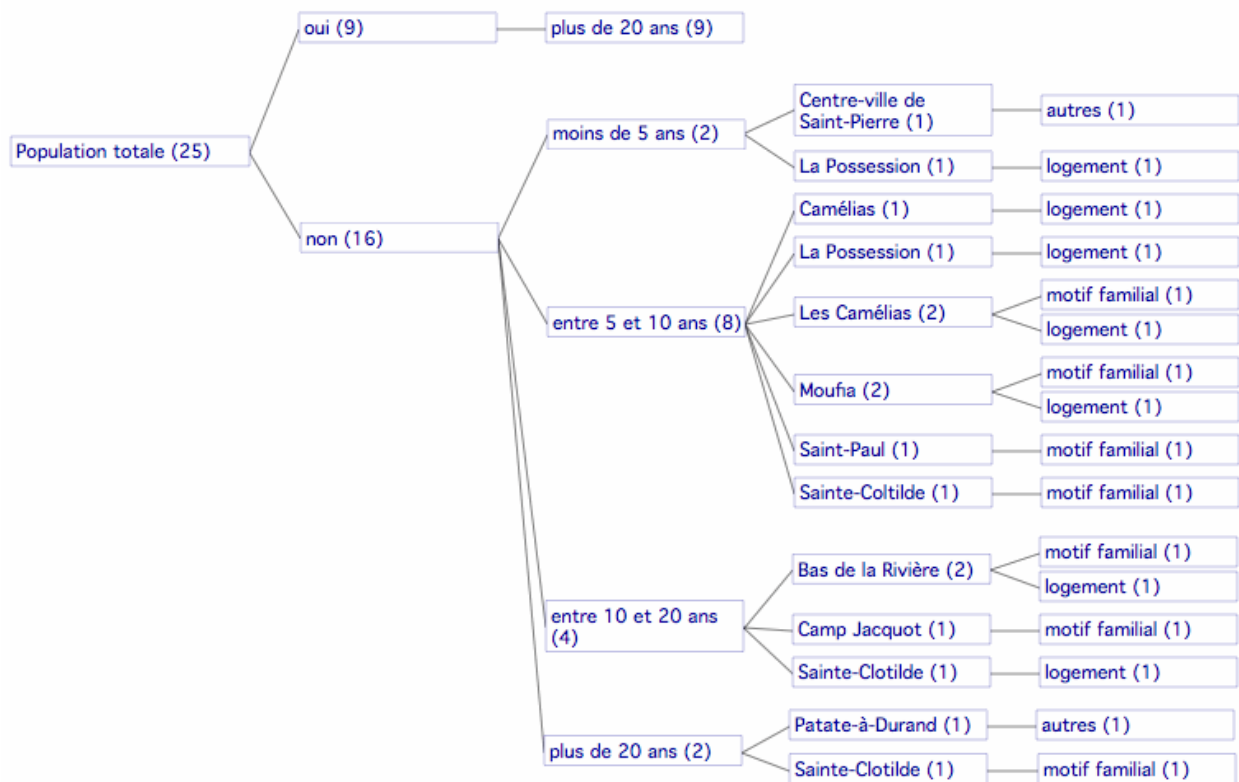 oui (9)
plus de 20 ans (9)
Population totale (25)
non (16)
moins de 5 ans (2)
Centre-ville de
Saint-Pierre (1)
autres (1)
La Possession (1)
logement (1)
entre 5 et 10 ans (8)
Camélias (1)
logement (1)
La Possession (1)
logement (1)
Les Camélias (2)
motif familial (1)
logement (1)
Moufia (2)
motif familial (1)
logement (1)
Saint-Paul (1)
motif familial (1)
Sainte-Coltilde (1)
motif familial (1)
entre 10 et 20 ans
(4)
Bas de la Rivière (2)
motif familial (1)
logement (1)
Camp Jacquot (1)
motif familial (1)
Sainte-Clotilde (1)
logement (1)
plus de 20 ans (2)
Patate-à-Durand (1)
autres (1)
Sainte-Clotilde (1)
motif familial (1)